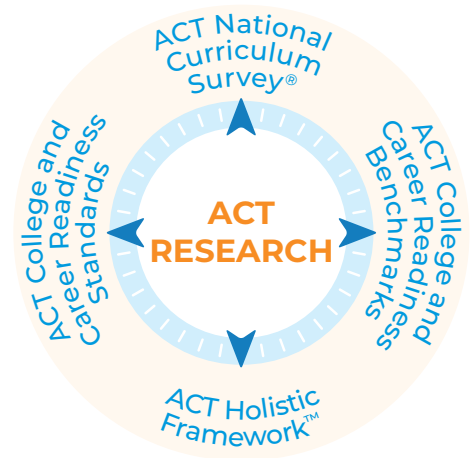 ACT National
Curriculum
Survey®
ACT College and
Career Readiness
Standards
ACT
RESEARCH
ACT College and
Career Readiness
Benchmarks
ACT Holistic
Framework™